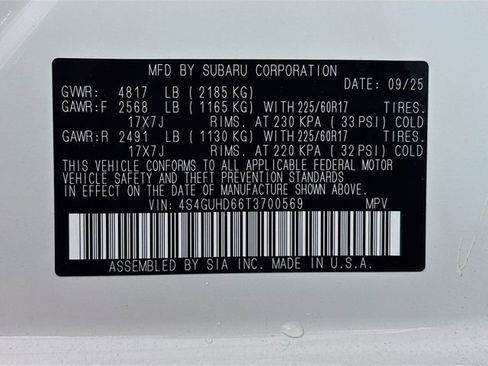 MFD BY SUBARU CORPORATION
DATE: 09/25
GVWR: 4817 LB (2185 KG)
GAWR:F 2568 LB (1165 KG) WITH 225/60R17 TIRES.
17X7J RIMS. AT 230 KPA (33 PSI) COLD
GAWR:R 2491 LB (1130 KG) WITH 225/60R17 TIRES.
17X7J RIMS. AT 220 KPA (32 PSI) COLD
THIS VEHICLE CONFORMS TO ALL APPLICABLE FEDERAL MOTOR
VEHICLE SAFETY AND THEFT PREVENTION STANDARDS
IN EFFECT ON THE DATE OF MANUFACTURE SHOWN ABOVE.
VIN: 4S4GUHD66T3700569 MPV
ASSEMBLED BY SIA INC. MADE IN U.S.A.